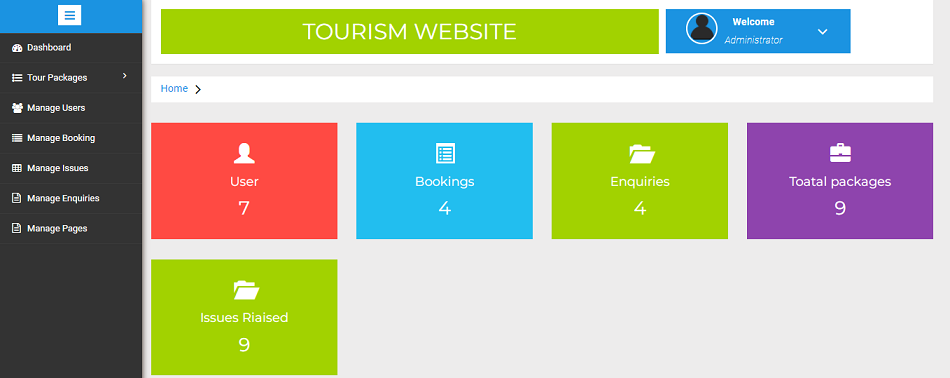 TOURISM WEBSITE
Welcome
Administrator
Dashboard
Tour Packages
Manage Users
Manage Booking
Manage Issues
Manage Enquiries
Manage Pages
Home
User
7
Bookings
4
Enquiries
4
Toatal packages
9
Issues Riaised
9